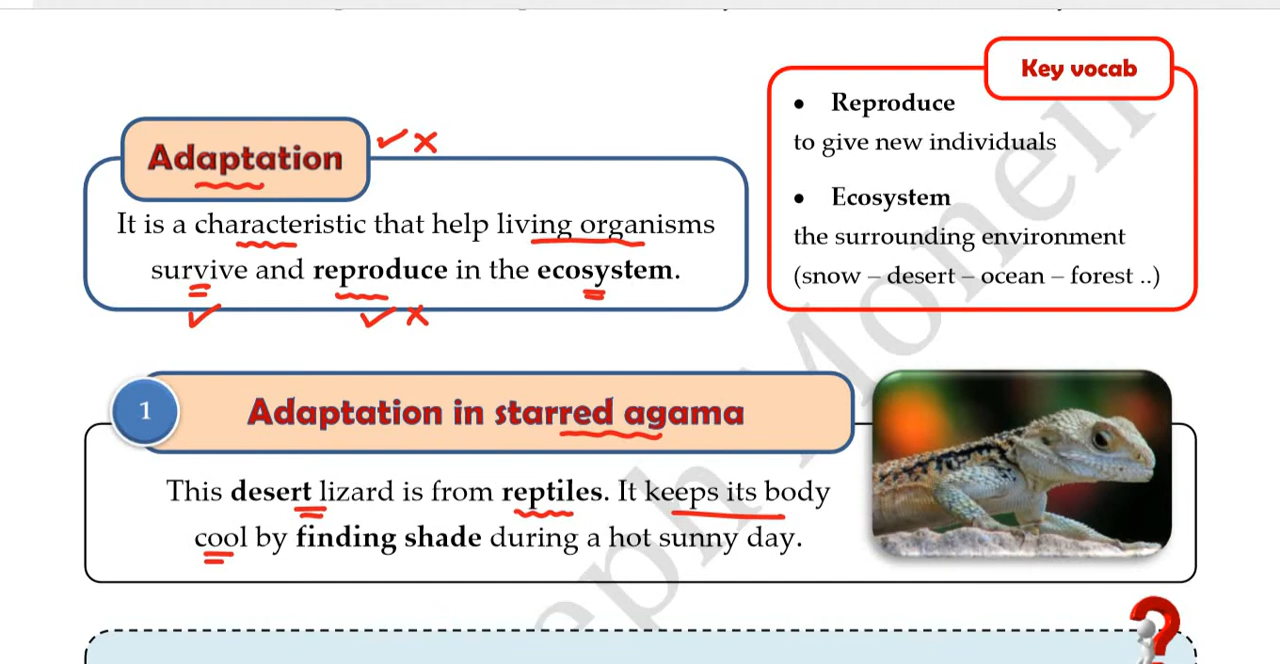 Adaptation
It is a characteristic that help living organisms
survive and reproduce in the ecosystem.
Key vocab
• Reproduce
to give new individuals
• Ecosystem
the surrounding environment
(snow – desert – ocean – forest ..)
1
Adaptation in starred agama
This desert lizard is from reptiles. It keeps its body
cool by finding shade during a hot sunny day.
?